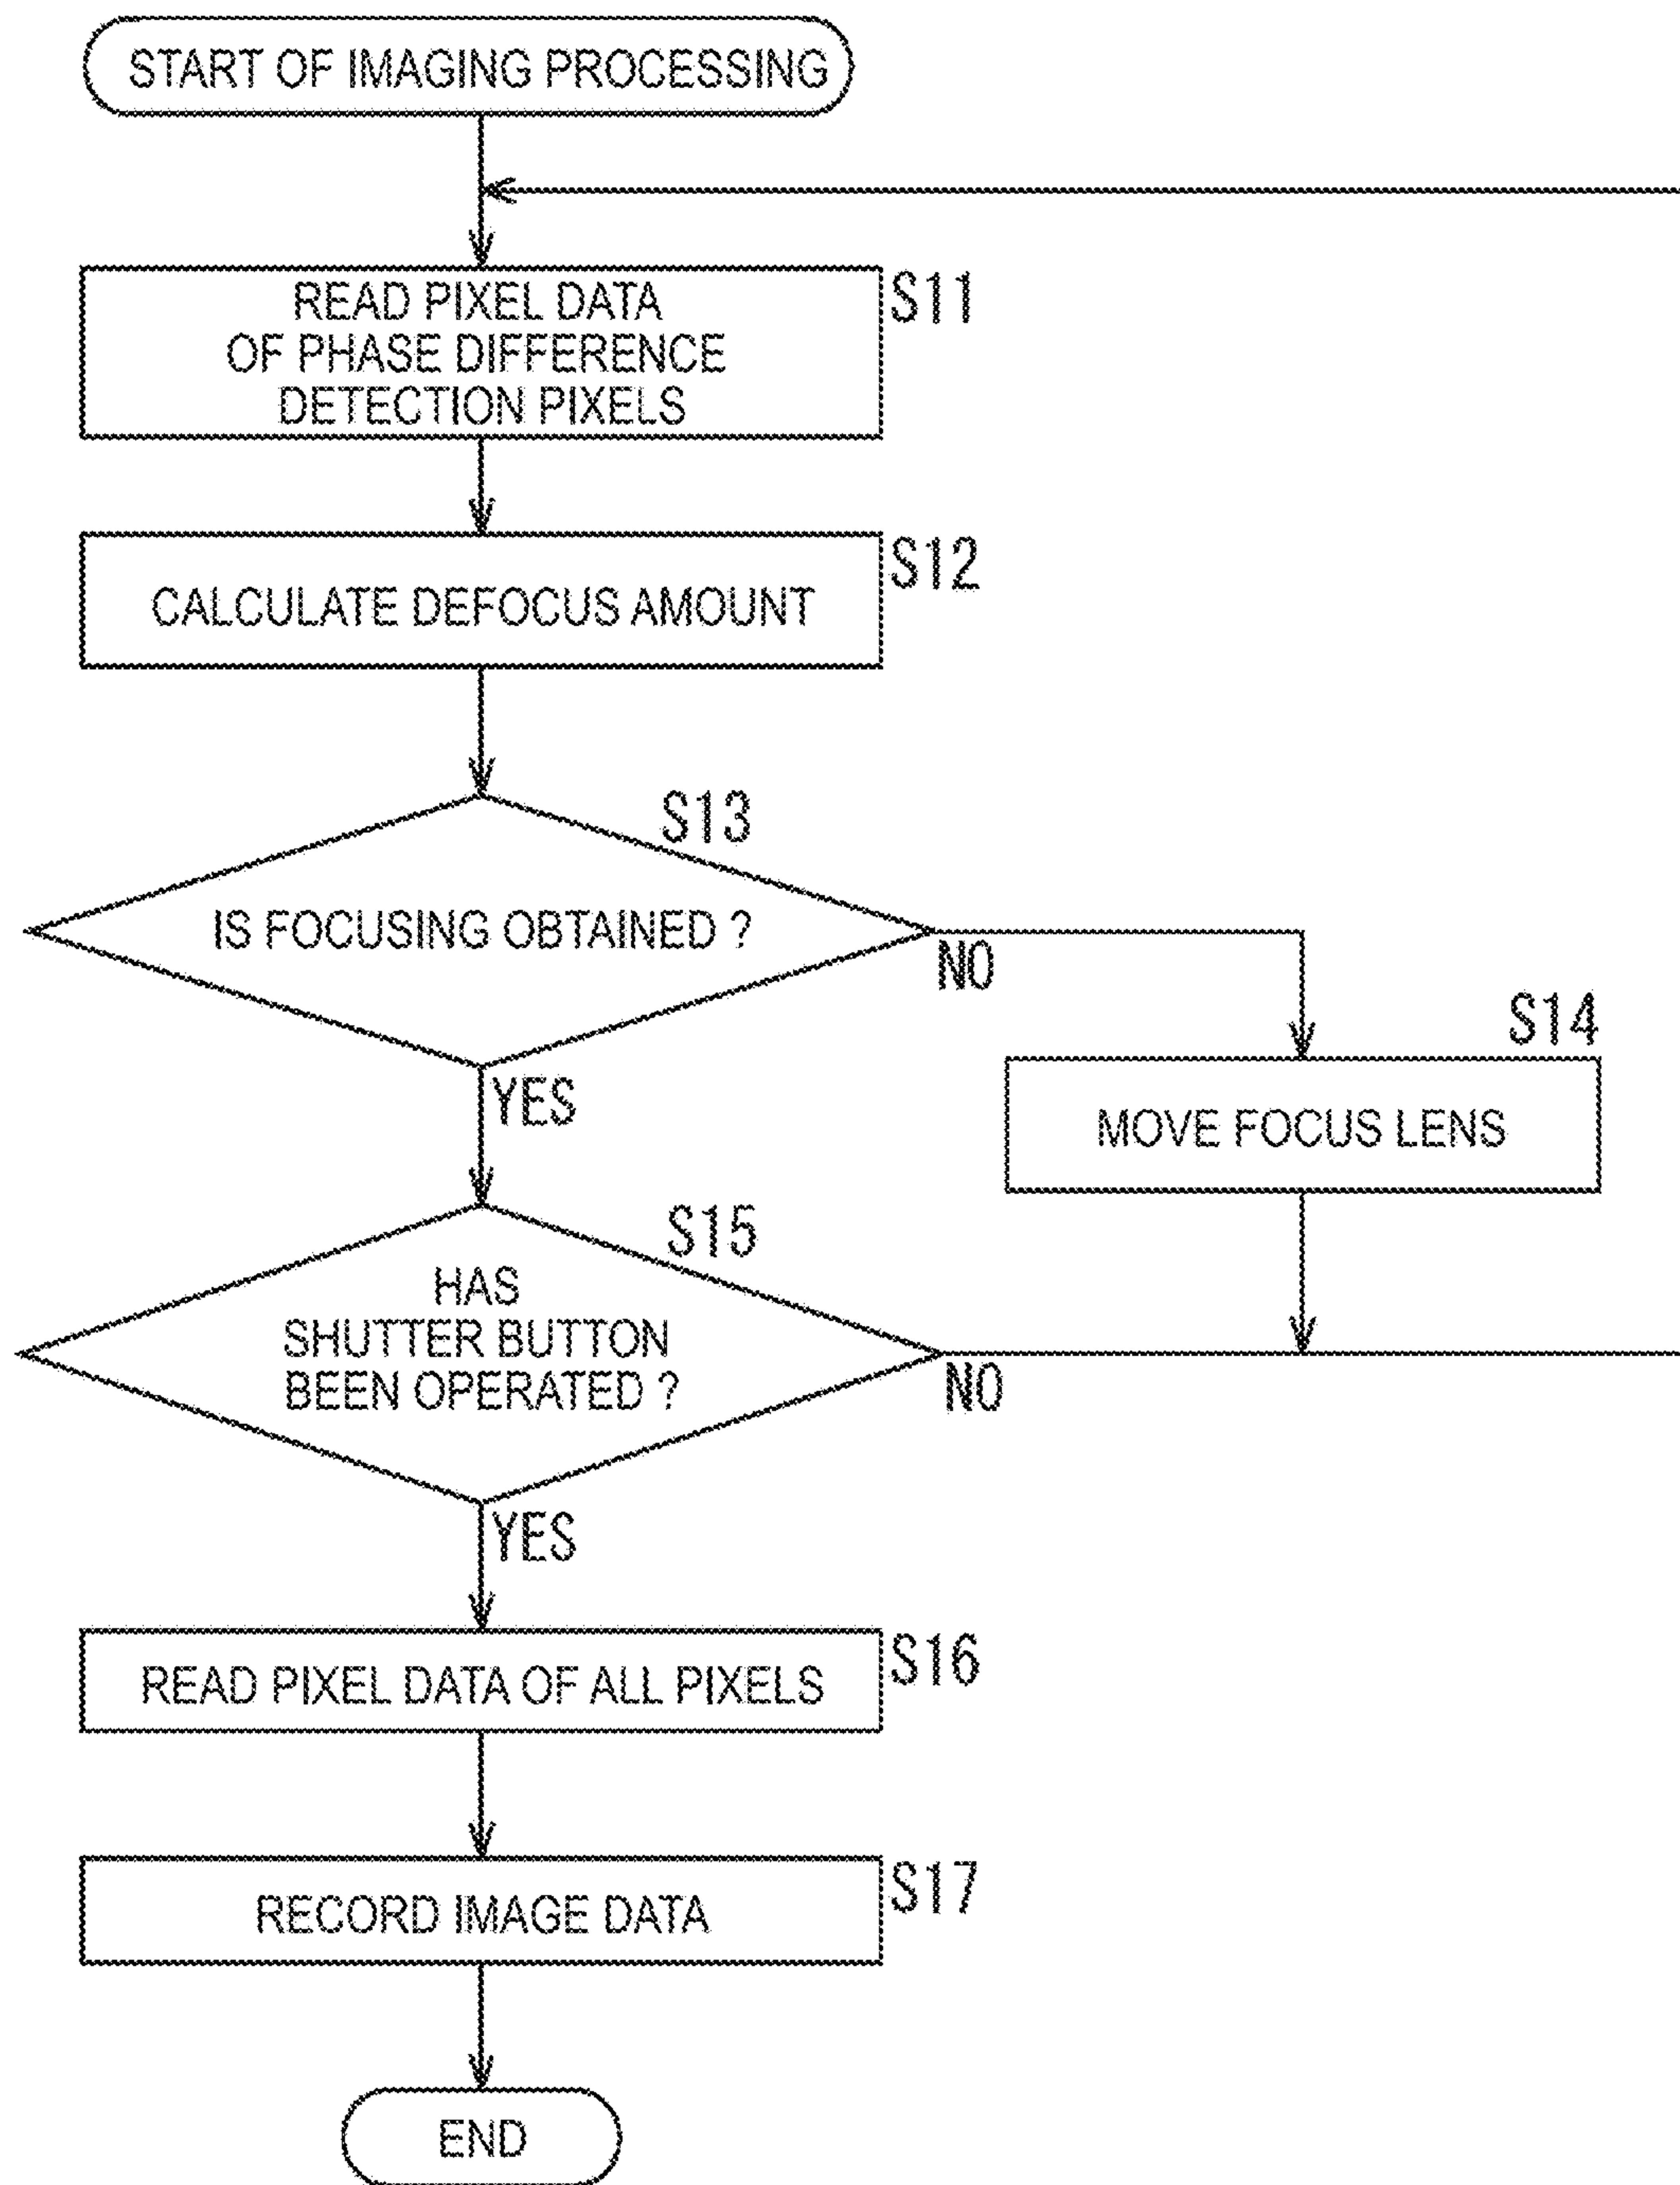 START OF IMAGING PROCESSING
READ PIXEL DATA
OF PHASE DIFFERENCE
DETECTION PIXELS
S11
CALCULATE DEFOCUS AMOUNT
S12
S13
IS FOCUSING OBTAINED ?
NO
YES
S14
MOVE FOCUS LENS
S15
HAS
SHUTTER BUTTON
BEEN OPERATED ?
NO
YES
READ PIXEL DATA OF ALL PIXELS
S16
RECORD IMAGE DATA
S17
END